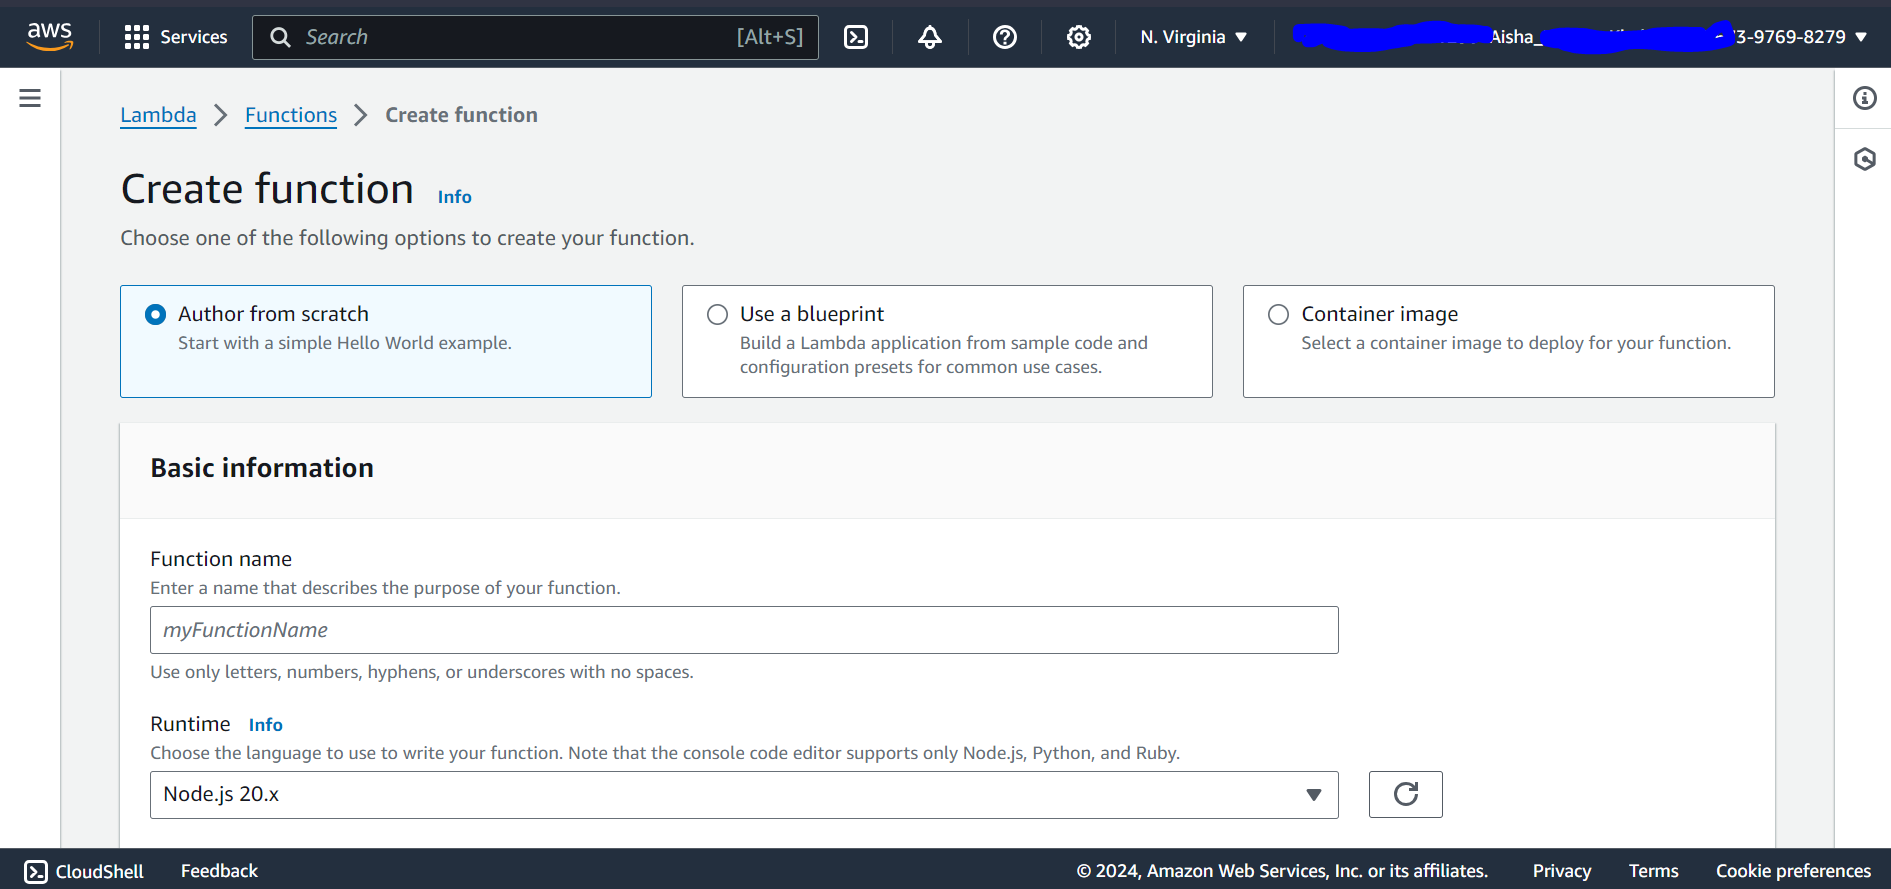 aws Services Search [Alt+S] N. Virginia Aisha_ 3-9769-8279
Lambda Functions Create function
Create function Info
Choose one of the following options to create your function.
Author from scratch
Start with a simple Hello World example.
Use a blueprint
Build a Lambda application from sample code and
configuration presets for common use cases.
Container image
Select a container image to deploy for your function.
Basic information
Function name
Enter a name that describes the purpose of your function.
myFunctionName
Use only letters, numbers, hyphens, or underscores with no spaces.
Runtime Info
Choose the language to use to write your function. Note that the console code editor supports only Node.js, Python, and Ruby.
Node.js 20.x
CloudShell Feedback © 2024, Amazon Web Services, Inc. or its affiliates. Privacy Terms Cookie preferences